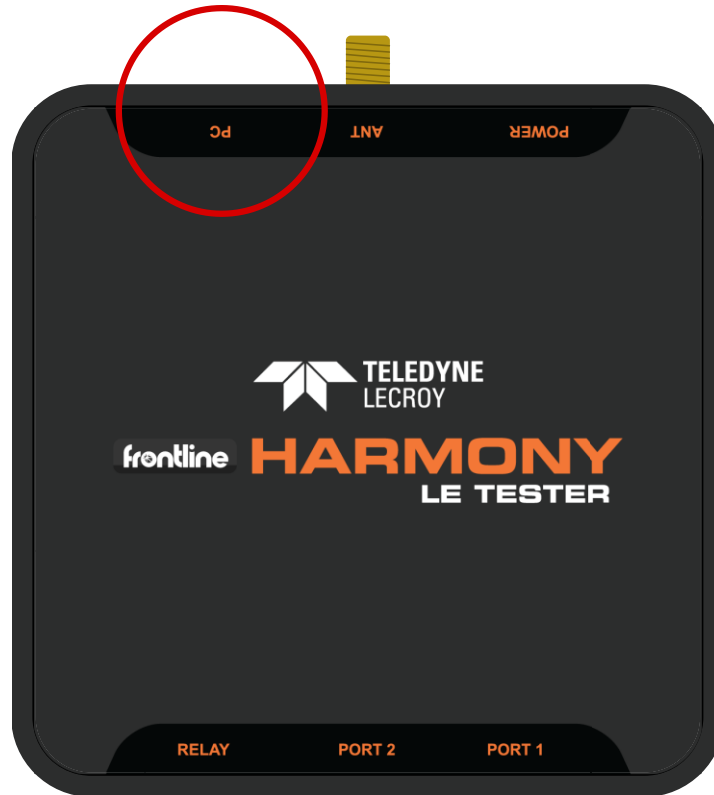 PC ANT POWER
TELEDYNE
LECROY
frontline HARMONY
LE TESTER
RELAY PORT 2 PORT 1